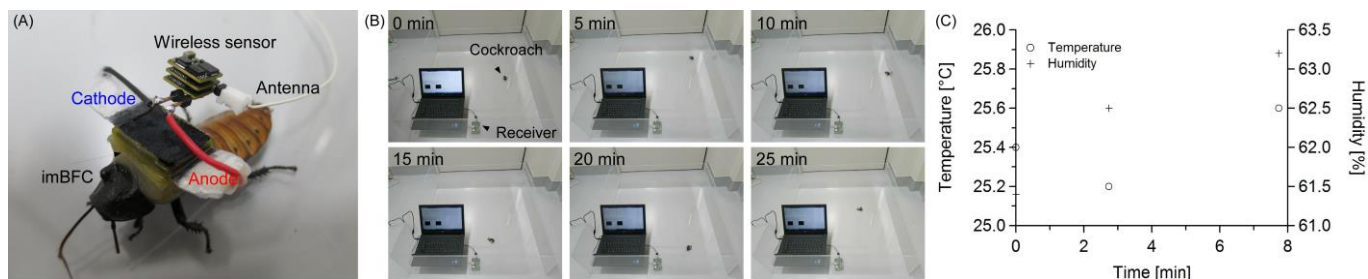 (A)
Wireless sensor
Antenna
Cathode
Anode
imBFC
(B)
0 min
5 min
10 min
Cockroach
Receiver
15 min
20 min
25 min
(C)
26.0
25.8
25.6
25.4
25.2
25.0
Temperature [°C]
Temperature
Humidity
63.5
63.0
62.5
62.0
61.5
61.0
Humidity [%]
0
2
4
6
8
Time [min]